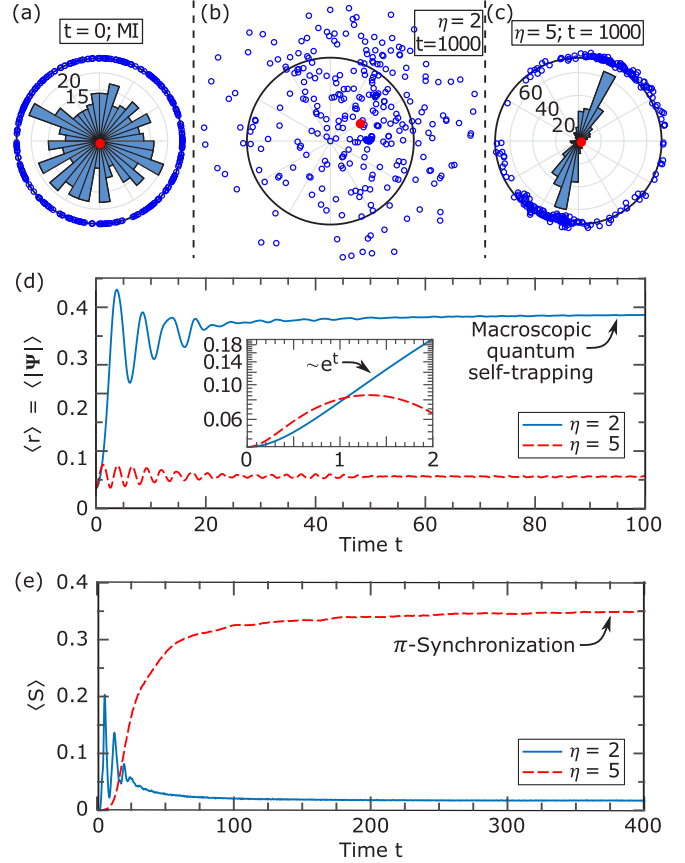 (a)
t = 0; MI
20
15
(b)
η = 2
t=1000
(c)
η = 5; t = 1000
60
40
20
(d)
0.4
0.3
0.2
0.1
0
⟨r⟩ = ⟨|Ψ|⟩
0.18
0.10
0.06
0
1
2
~e^t
Macroscopic
quantum
self-trapping
η = 2
η = 5
0
20
40
60
80
100
Time t
(e)
0.4
0.3
0.2
0.1
0
⟨S⟩
π-Synchronization
η = 2
η = 5
0
100
200
300
400
Time t